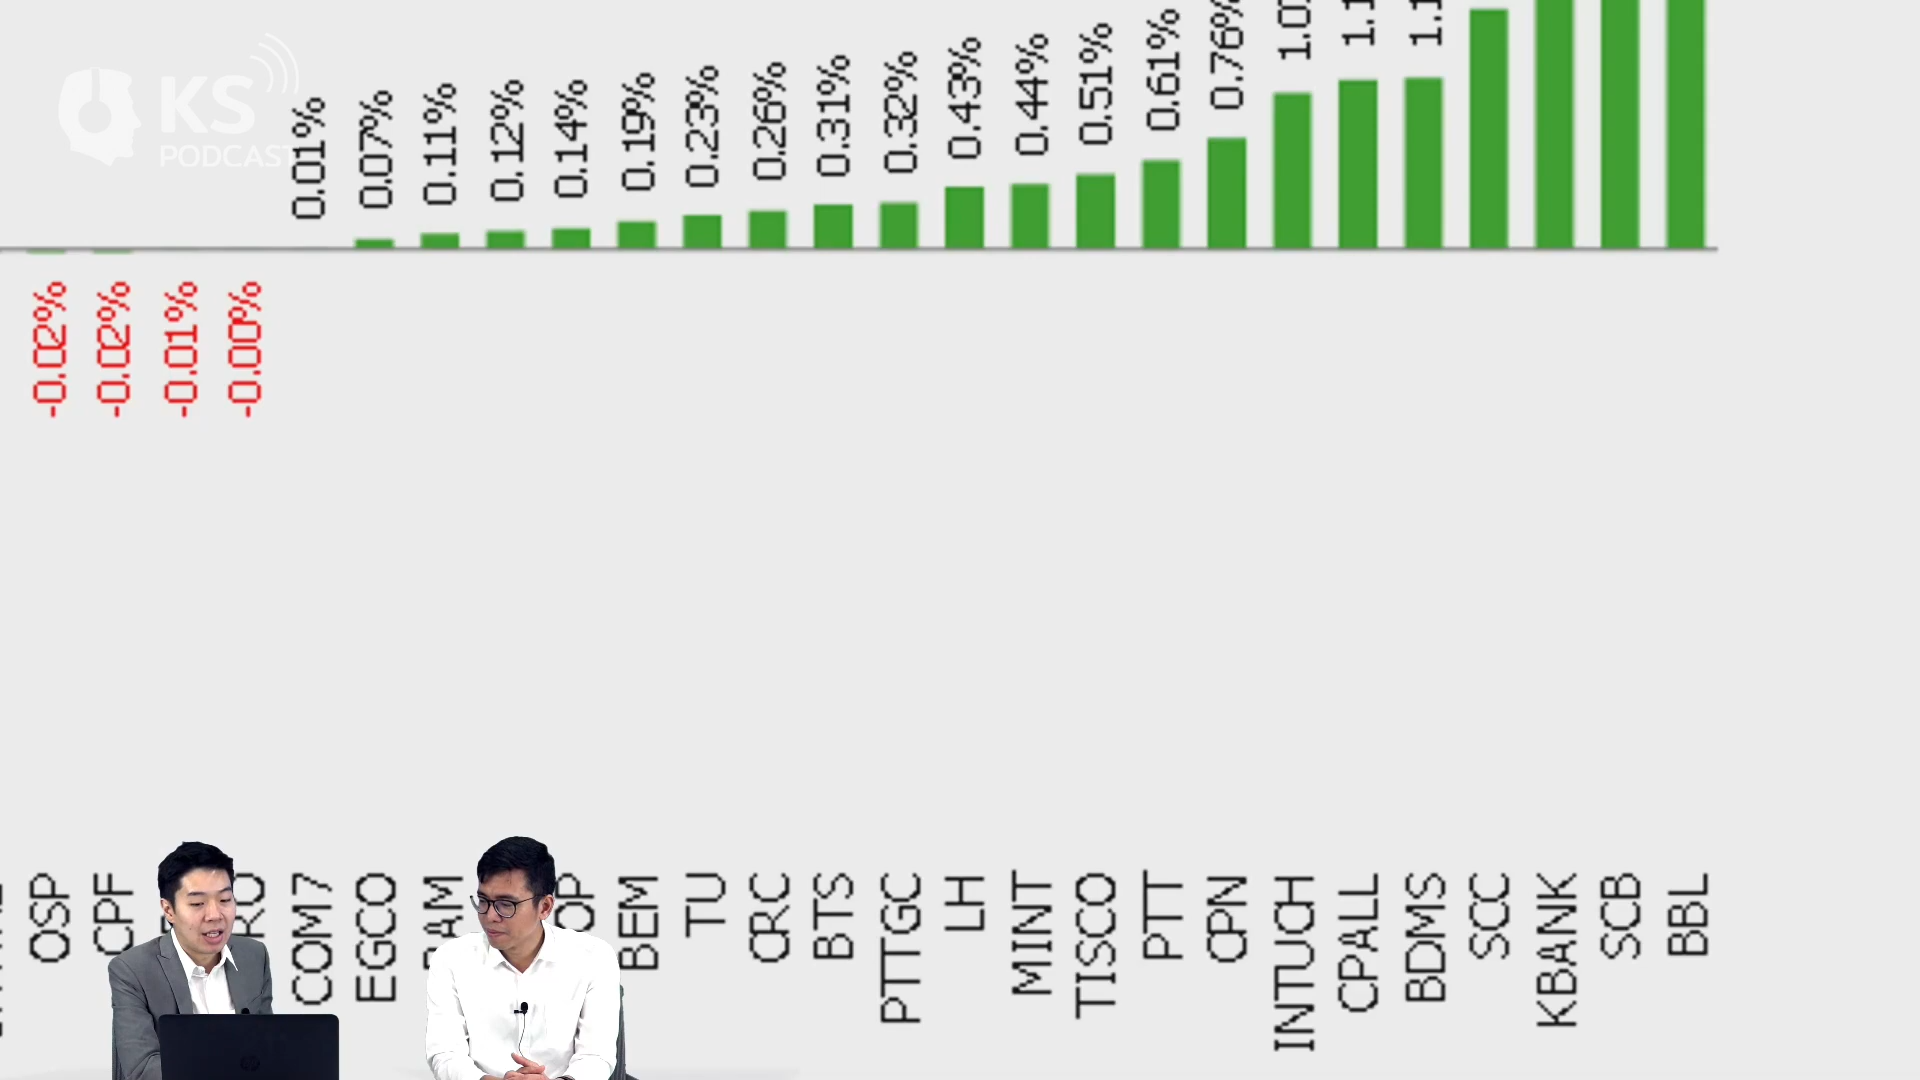 KS
PODCAST
0.01%
0.07%
0.11%
0.12%
0.14%
0.19%
0.23%
0.26%
0.31%
0.32%
0.43%
0.44%
0.51%
0.61%
0.76%
-0.02%
-0.02%
-0.01%
-0.00%
OSP
CPF
COM7
EGCO
BEM
TU
CRC
BTS
PTTGC
LH
MINT
TISCO
PTT
CPN
INTUCH
CPALL
BDMS
SCC
KBANK
SCB
BBL